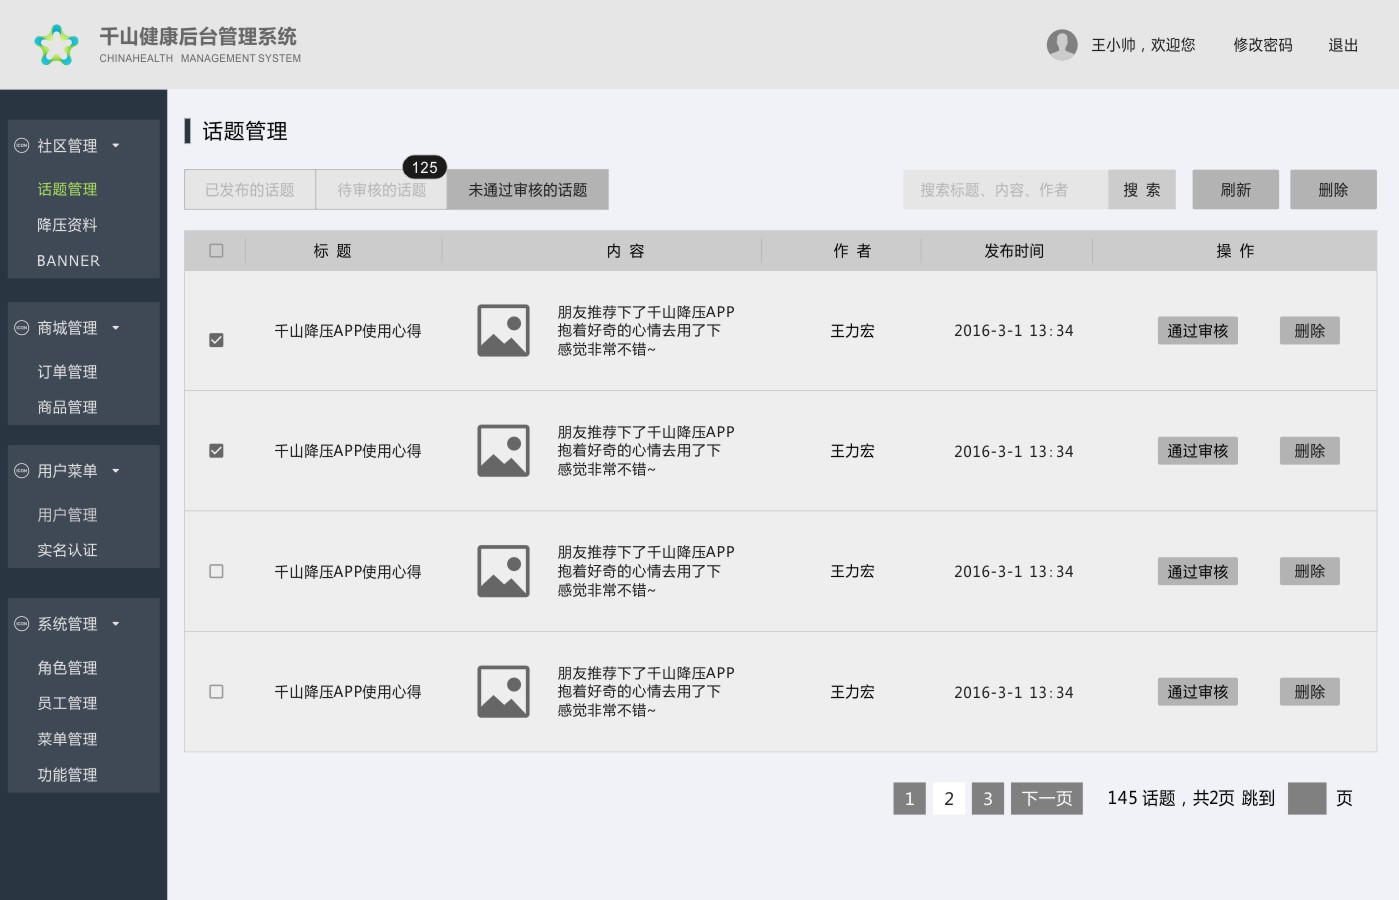 千山健康后台管理系统
CHINAHEALTH MANAGEMENT SYSTEM
王小帅，欢迎您 修改密码 退出
社区管理
话题管理
降压资料
BANNER
商城管理
订单管理
商品管理
用户菜单
用户管理
实名认证
系统管理
角色管理
员工管理
菜单管理
功能管理
话题管理
125
已发布的话题 待审核的话题 未通过审核的话题 搜索标题、内容、作者 搜 索 刷新 删除
标 题 内 容 作 者 发布时间 操 作
千山降压APP使用心得
朋友推荐下了千山降压APP
抱着好奇的心情去用了下
感觉非常不错~
王力宏 2016-3-1 13:34 通过审核 删除
千山降压APP使用心得
朋友推荐下了千山降压APP
抱着好奇的心情去用了下
感觉非常不错~
王力宏 2016-3-1 13:34 通过审核 删除
千山降压APP使用心得
朋友推荐下了千山降压APP
抱着好奇的心情去用了下
感觉非常不错~
王力宏 2016-3-1 13:34 通过审核 删除
千山降压APP使用心得
朋友推荐下了千山降压APP
抱着好奇的心情去用了下
感觉非常不错~
王力宏 2016-3-1 13:34 通过审核 删除
1 2 3 下一页 145 话题，共2页 跳到 页